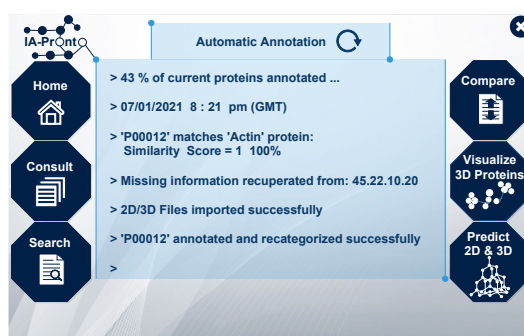 IA-PrOntO
Automatic Annotation
Home
Consult
Search
> 43 % of current proteins annotated ...
> 07/01/2021 8 : 21 pm (GMT)
> 'P00012' matches 'Actin' protein:
Similarity Score = 1 100%
> Missing information recuperated from: 45.22.10.20
> 2D/3D Files imported successfully
> 'P00012' annotated and recategorized successfully
>
Compare
Visualize
3D Proteins
Predict
2D & 3D